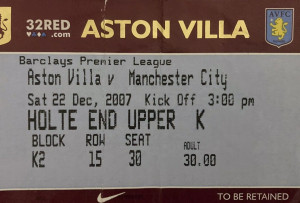 32RED
.com
ASTON VILLA
AVFC
Barclays Premier League
Aston Villa v Manchester City
Sat 22 Dec, 2007 Kick Off 3:00 pm
HOLTE END UPPER K
BLOCK ROW SEAT ADULT
K2 15 30 30.00
TO BE RETAINED